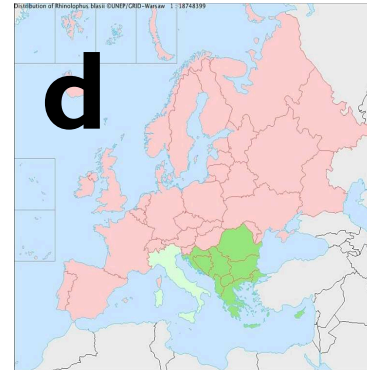 Distribution of Rhinolophus blasii ©UNEP/GRID-Warsaw 1 : 18748399
d